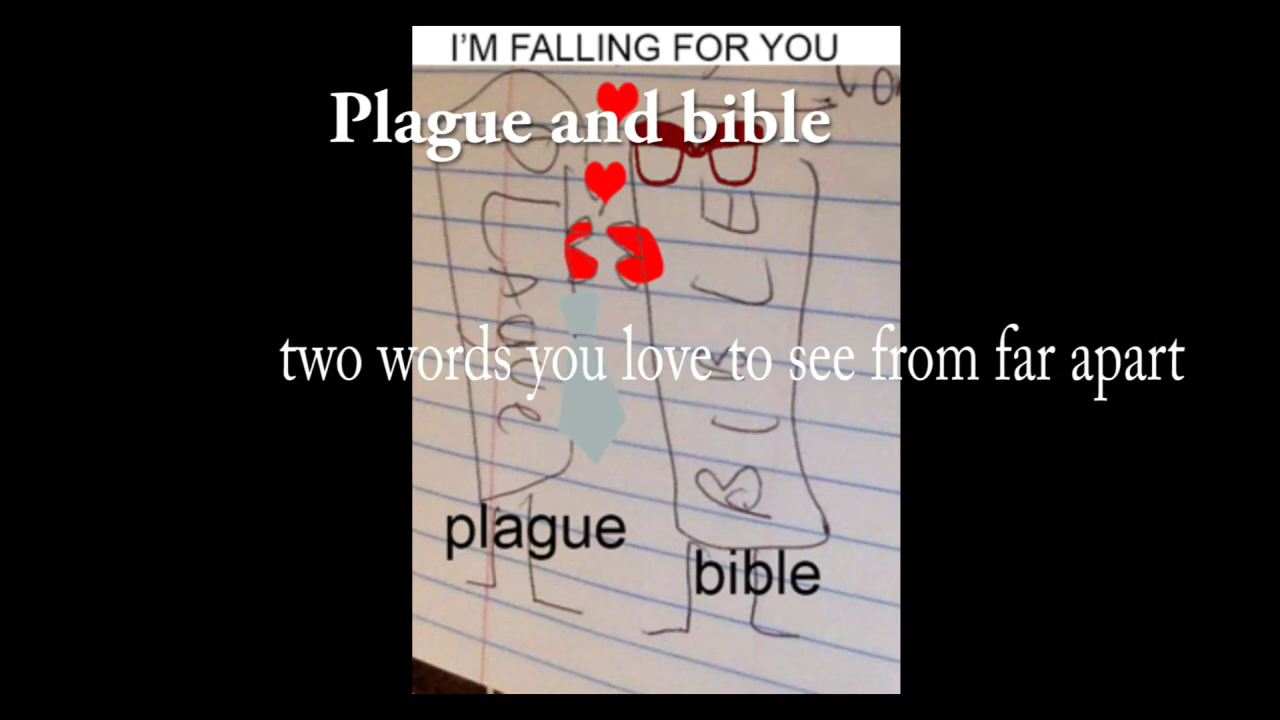 I'M FALLING FOR YOU
Plague and bible
two words you love to see from far apart
plague
bible